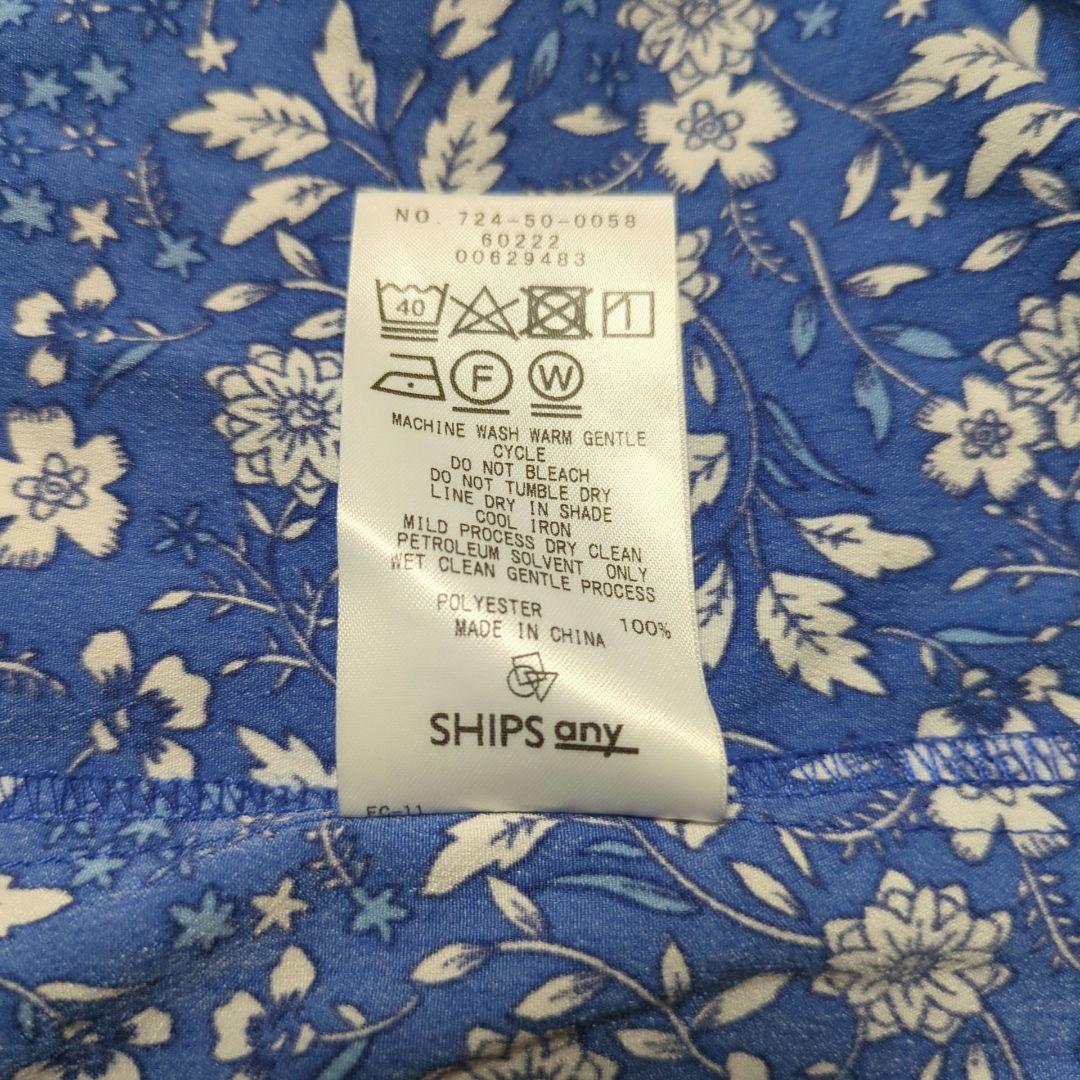 NO. 724-50-0058
60222
00629483
40
F W
MACHINE WASH WARM GENTLE
CYCLE
DO NOT BLEACH
DO NOT TUMBLE DRY
LINE DRY IN SHADE
COOL IRON
MILD PROCESS DRY CLEAN
PETROLEUM SOLVENT ONLY
WET CLEAN GENTLE PROCESS
POLYESTER 100%
MADE IN CHINA
SHIPS any